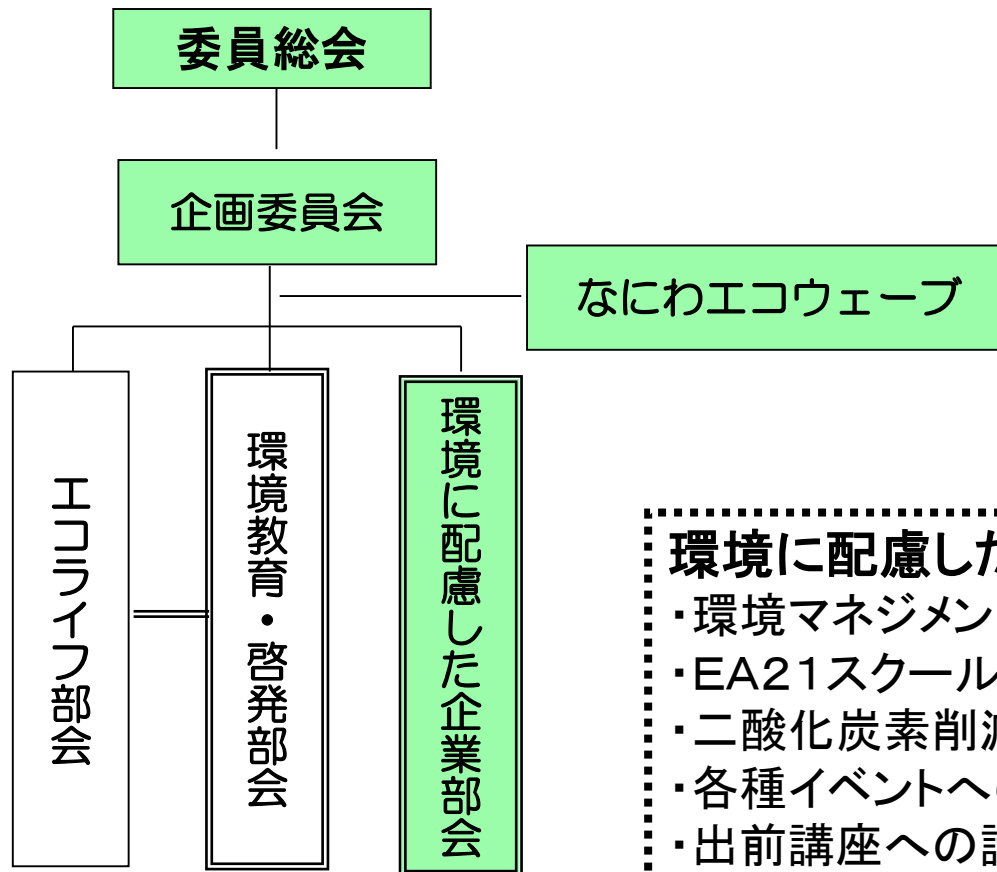 委員総会
企画委員会
なにわエコウェーブ
エコライフ部会
環境教育・啓発部会
環境に配慮した企業部会
環境に配慮した
・環境マネジメン
・EA21スクール
・二酸化炭素削減
・各種イベントへの
・出前講座への講